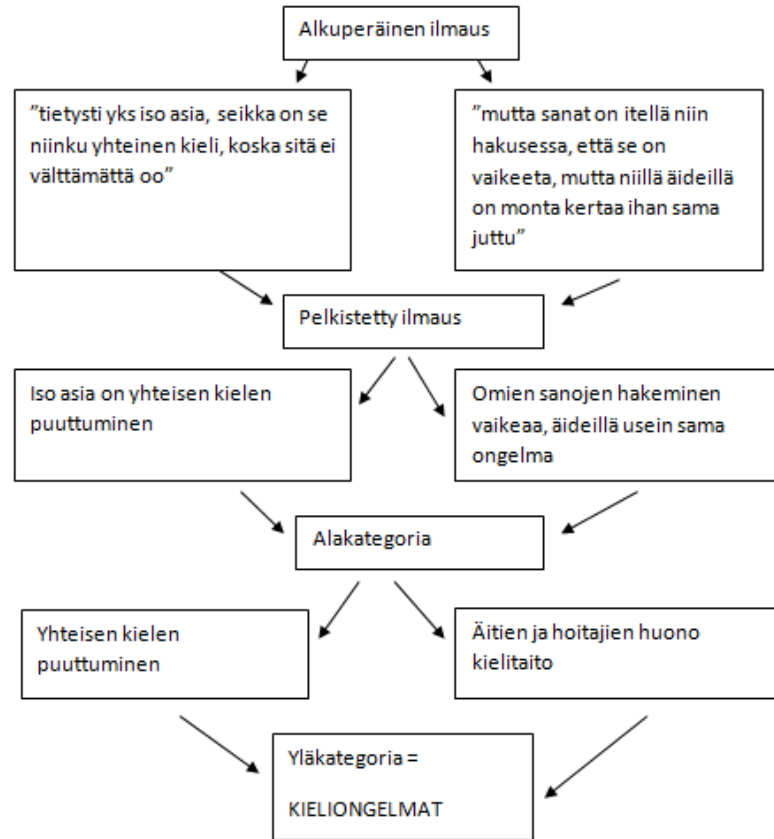 Alkuperäinen ilmaus
”tietysti yks iso asia, seikka on se
niinku yhteinen kieli, koska sitä ei
välttämättä oo”
”mutta sanat on itellä niin
hakusessa, että se on
vaikeeta, mutta niillä äideillä
on monta kertaa ihan sama
juttu”
Pelkistetty ilmaus
Iso asia on yhteisen kielen
puuttuminen
Omien sanojen hakeminen
vaikeaa, äideillä usein sama
ongelma
Alakategoria
Yhteisen kielen
puuttuminen
Äitien ja hoitajien huono
kielitaito
Yläkategoria =
KIELIONGELMAT